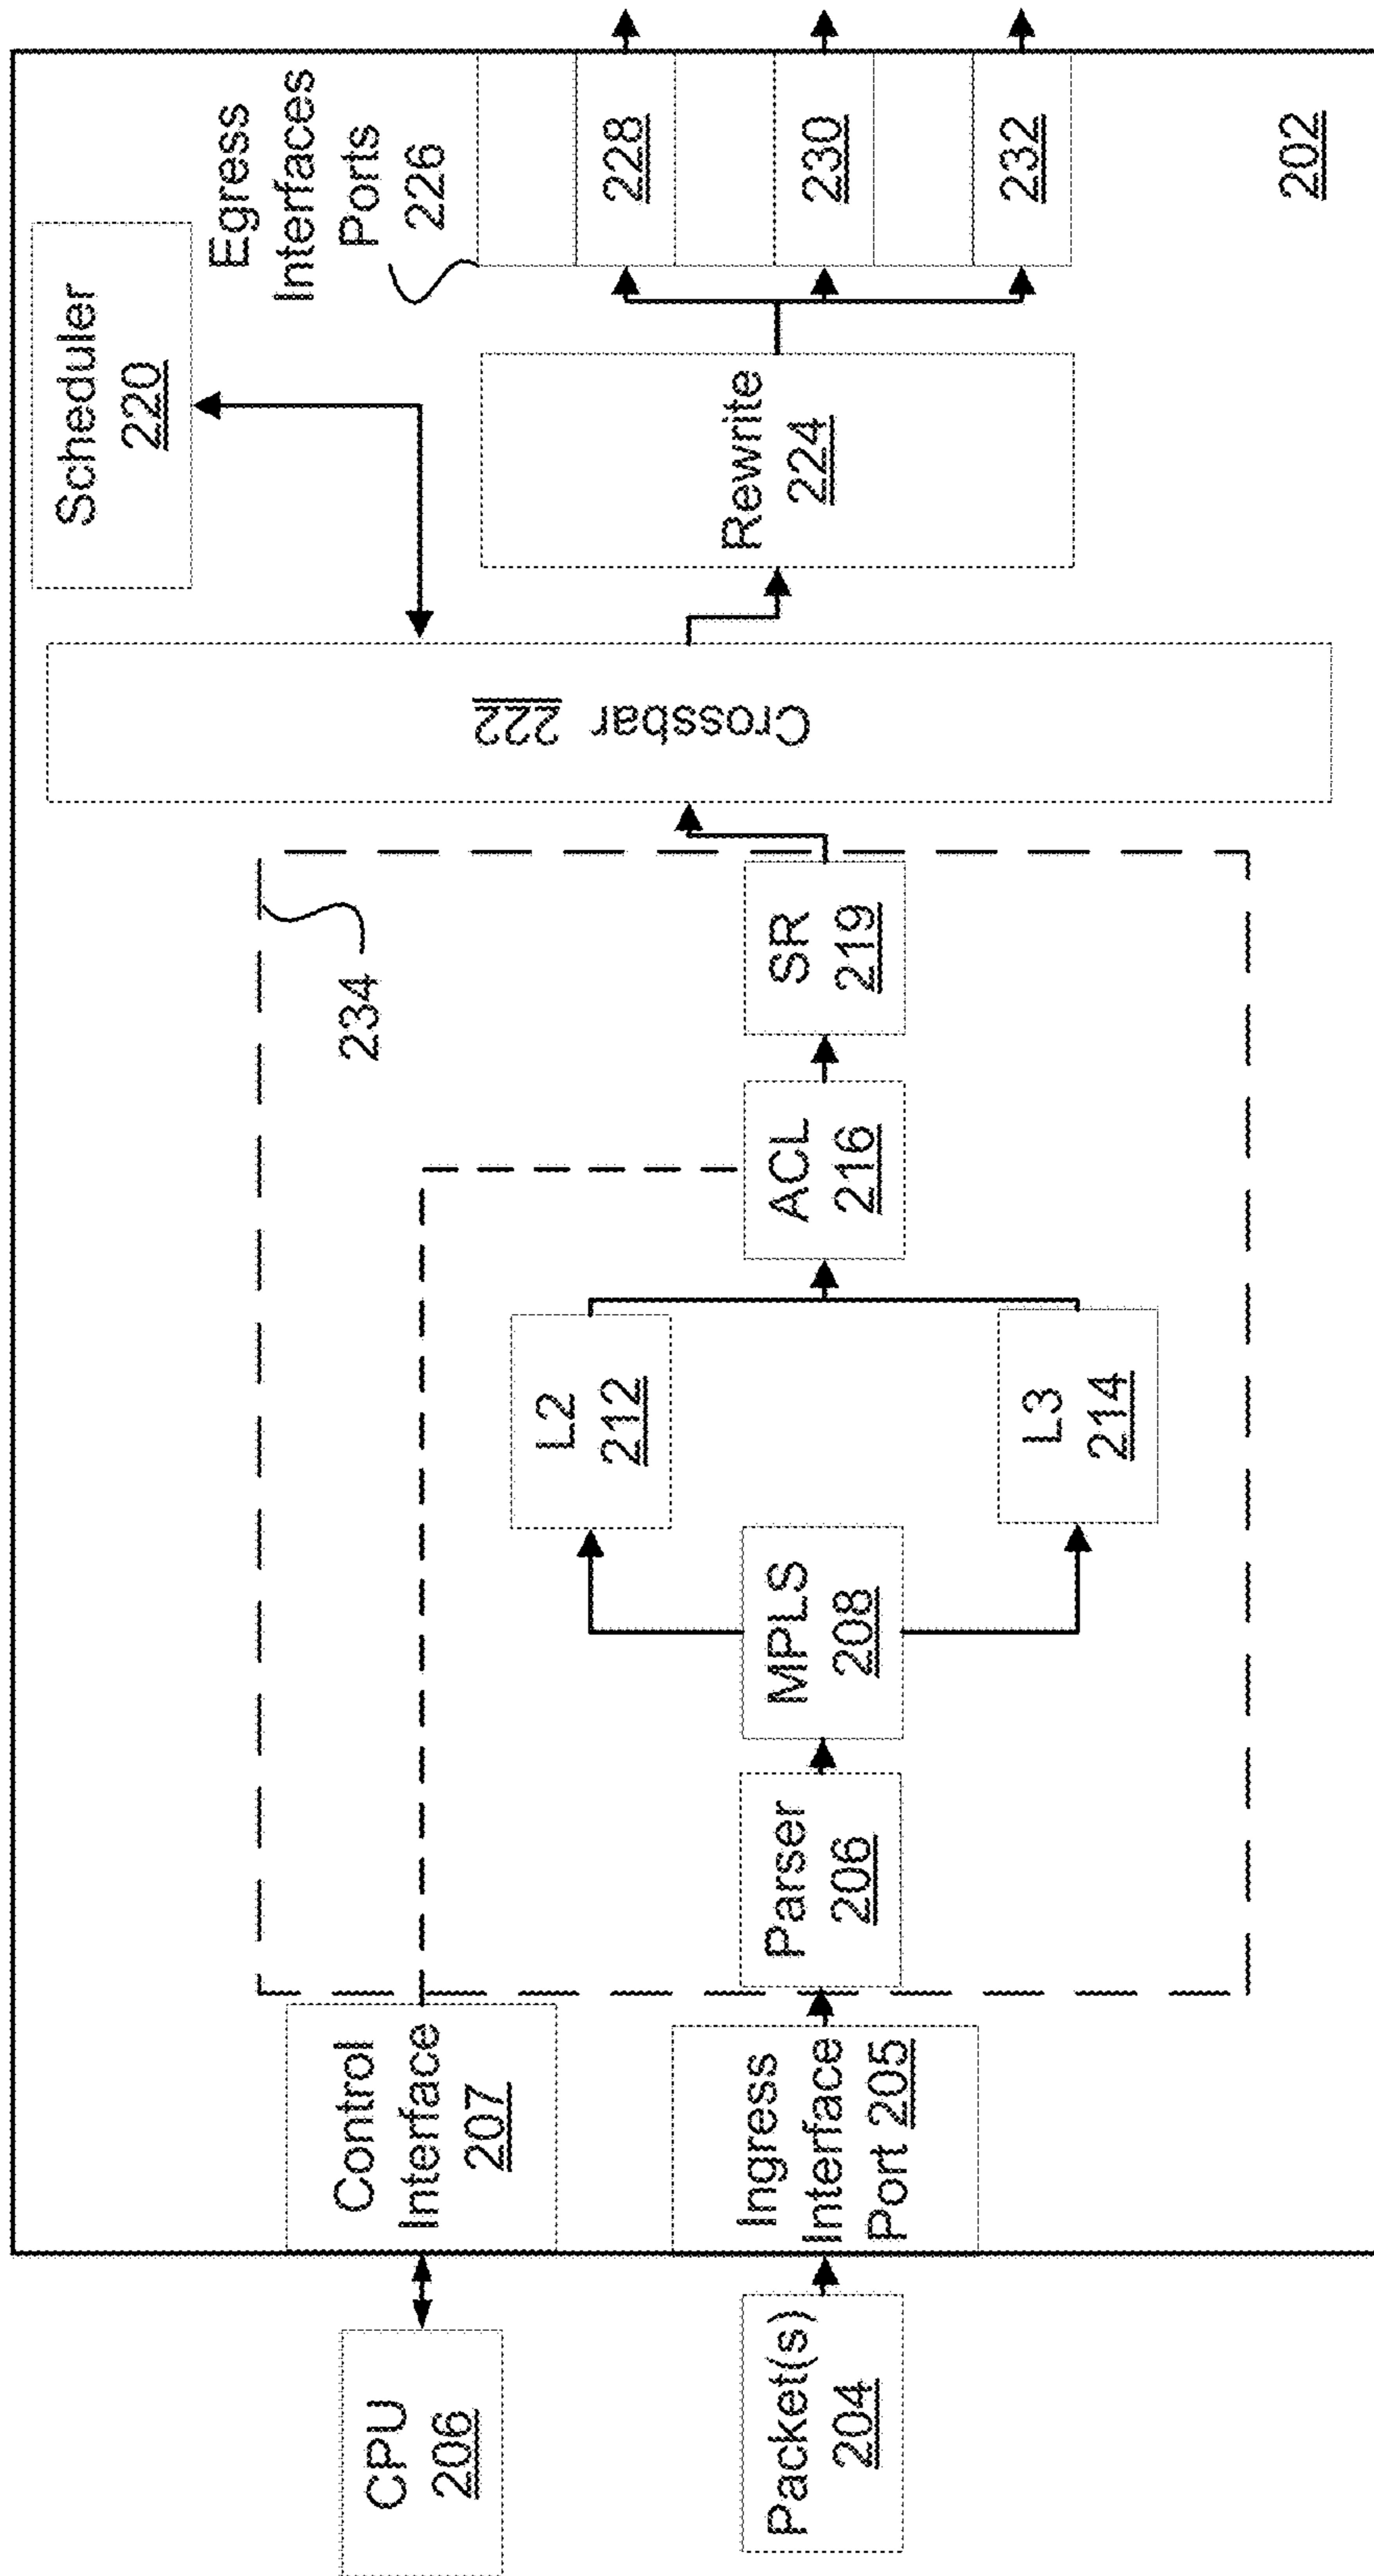 Scheduler
220
Egress
Interfaces
Ports
226
228
230
232
202
Rewrite
224
Crossbar 222
234
SR
219
ACL
216
L2
212
L3
214
MPLS
208
Parser
206
Control
Interface
207
Ingress
Interface
Port 205
CPU
206
Packet(s)
204